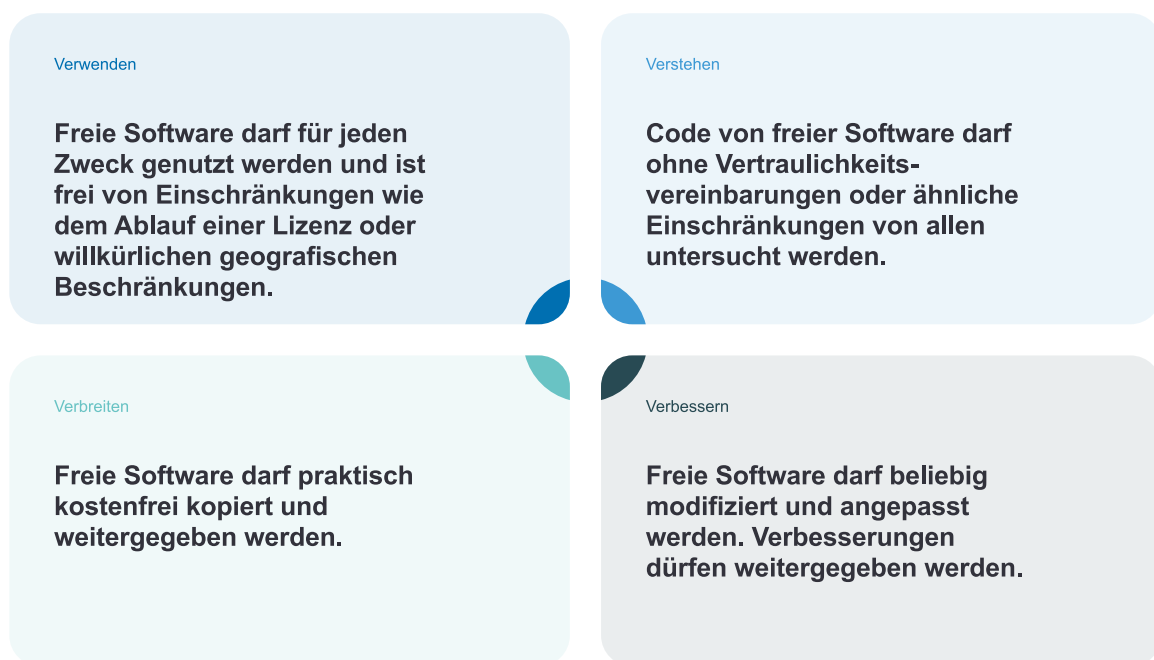 Verwenden
Freie Software darf für jeden
Zweck genutzt werden und ist
frei von Einschränkungen wie
dem Ablauf einer Lizenz oder
willkürlichen geografischen
Beschränkungen.
Verstehen
Code von freier Software darf
ohne Vertraulichkeits-
vereinbarungen oder ähnliche
Einschränkungen von allen
untersucht werden.
Verbreiten
Freie Software darf praktisch
kostenfrei kopiert und
weitergegeben werden.
Verbessern
Freie Software darf beliebig
modifiziert und angepasst
werden. Verbesserungen
dürfen weitergegeben werden.